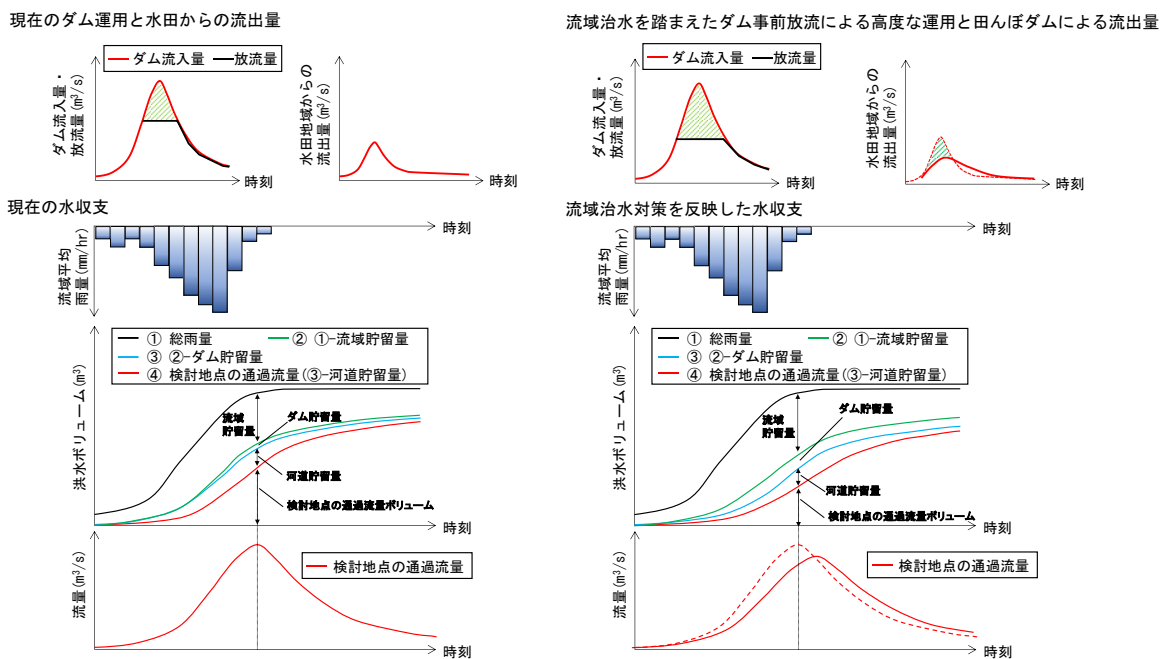 現在のダム運用と水田からの流出量
ダム流入量 放流量
ダム流入量・
放流量(m³/s)
時刻
水田地域からの
流出量(m³/s)
時刻
現在の水収支
時刻
流域平均
雨量(mm/hr)
① 総雨量 ② ①-流域貯留量
③ ②-ダム貯留量
④ 検討地点の通過流量(③-河道貯留量)
洪水ボリューム(m³)
流域
貯留量
ダム貯留量
河道貯留量
検討地点の通過流量ボリューム
時刻
流量(m³/s)
検討地点の通過流量
時刻
流域治水を踏まえたダム事前放流による高度な運用と田んぼダムによる流出量
ダム流入量 放流量
ダム流入量・
放流量(m³/s)
時刻
水田地域からの
流出量(m³/s)
時刻
流域治水対策を反映した水収支
時刻
流域平均
雨量(mm/hr)
① 総雨量 ② ①-流域貯留量
③ ②-ダム貯留量
④ 検討地点の通過流量(③-河道貯留量)
洪水ボリューム(m³)
流域
貯留量
ダム貯留量
河道貯留量
検討地点の通過流量ボリューム
時刻
流量(m³/s)
検討地点の通過流量
時刻